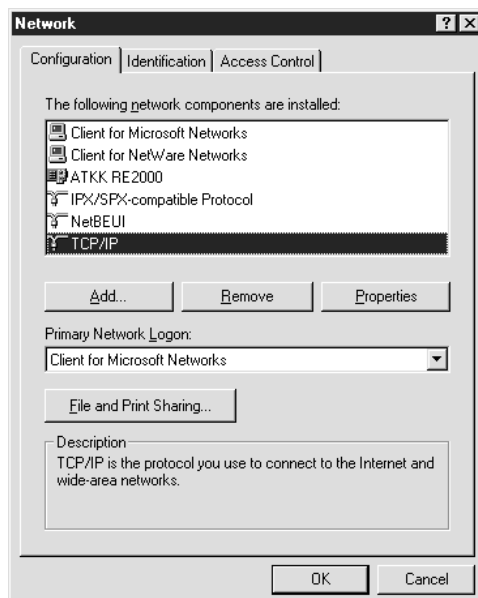 Network
Configuration Identification Access Control
The following network components are installed:
Client for Microsoft Networks
Client for NetWare Networks
ATKK RE2000
IPX/SPX-compatible Protocol
NetBEUI
TCP/IP
Add... Remove Properties
Primary Network Logon:
Client for Microsoft Networks
File and Print Sharing...
Description
TCP/IP is the protocol you use to connect to the Internet and
wide-area networks.
OK Cancel